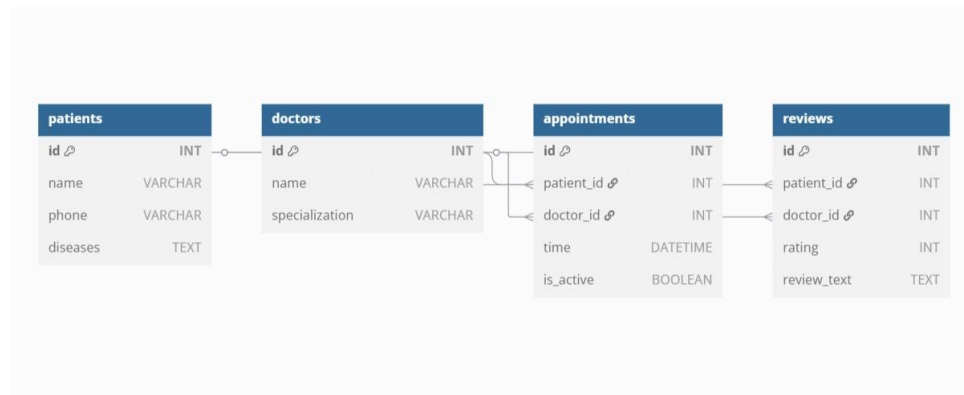 patients
id INT
name VARCHAR
phone VARCHAR
diseases TEXT
doctors
id INT
name VARCHAR
specialization VARCHAR
appointments
id INT
patient_id INT
doctor_id INT
time DATETIME
is_active BOOLEAN
reviews
id INT
patient_id INT
doctor_id INT
rating INT
review_text TEXT